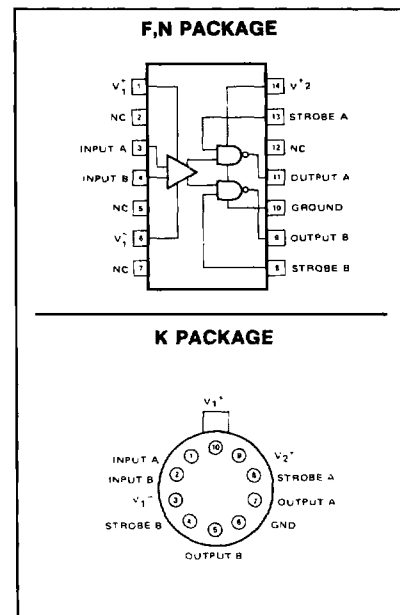 F,N PACKAGE
V₁⁺ 1
14 V⁺2
NC 2
13 STROBE A
INPUT A 3
12 NC
INPUT B 4
11 OUTPUT A
NC 5
10 GROUND
V₁⁻ 6
9 OUTPUT B
NC 7
8 STROBE B
K PACKAGE
V₁⁺
10
INPUT A 1
9 V₂⁺
INPUT B 2
8 STROBE A
V₁⁻ 3
7 OUTPUT A
STROBE B 4
5
6 GND
OUTPUT B